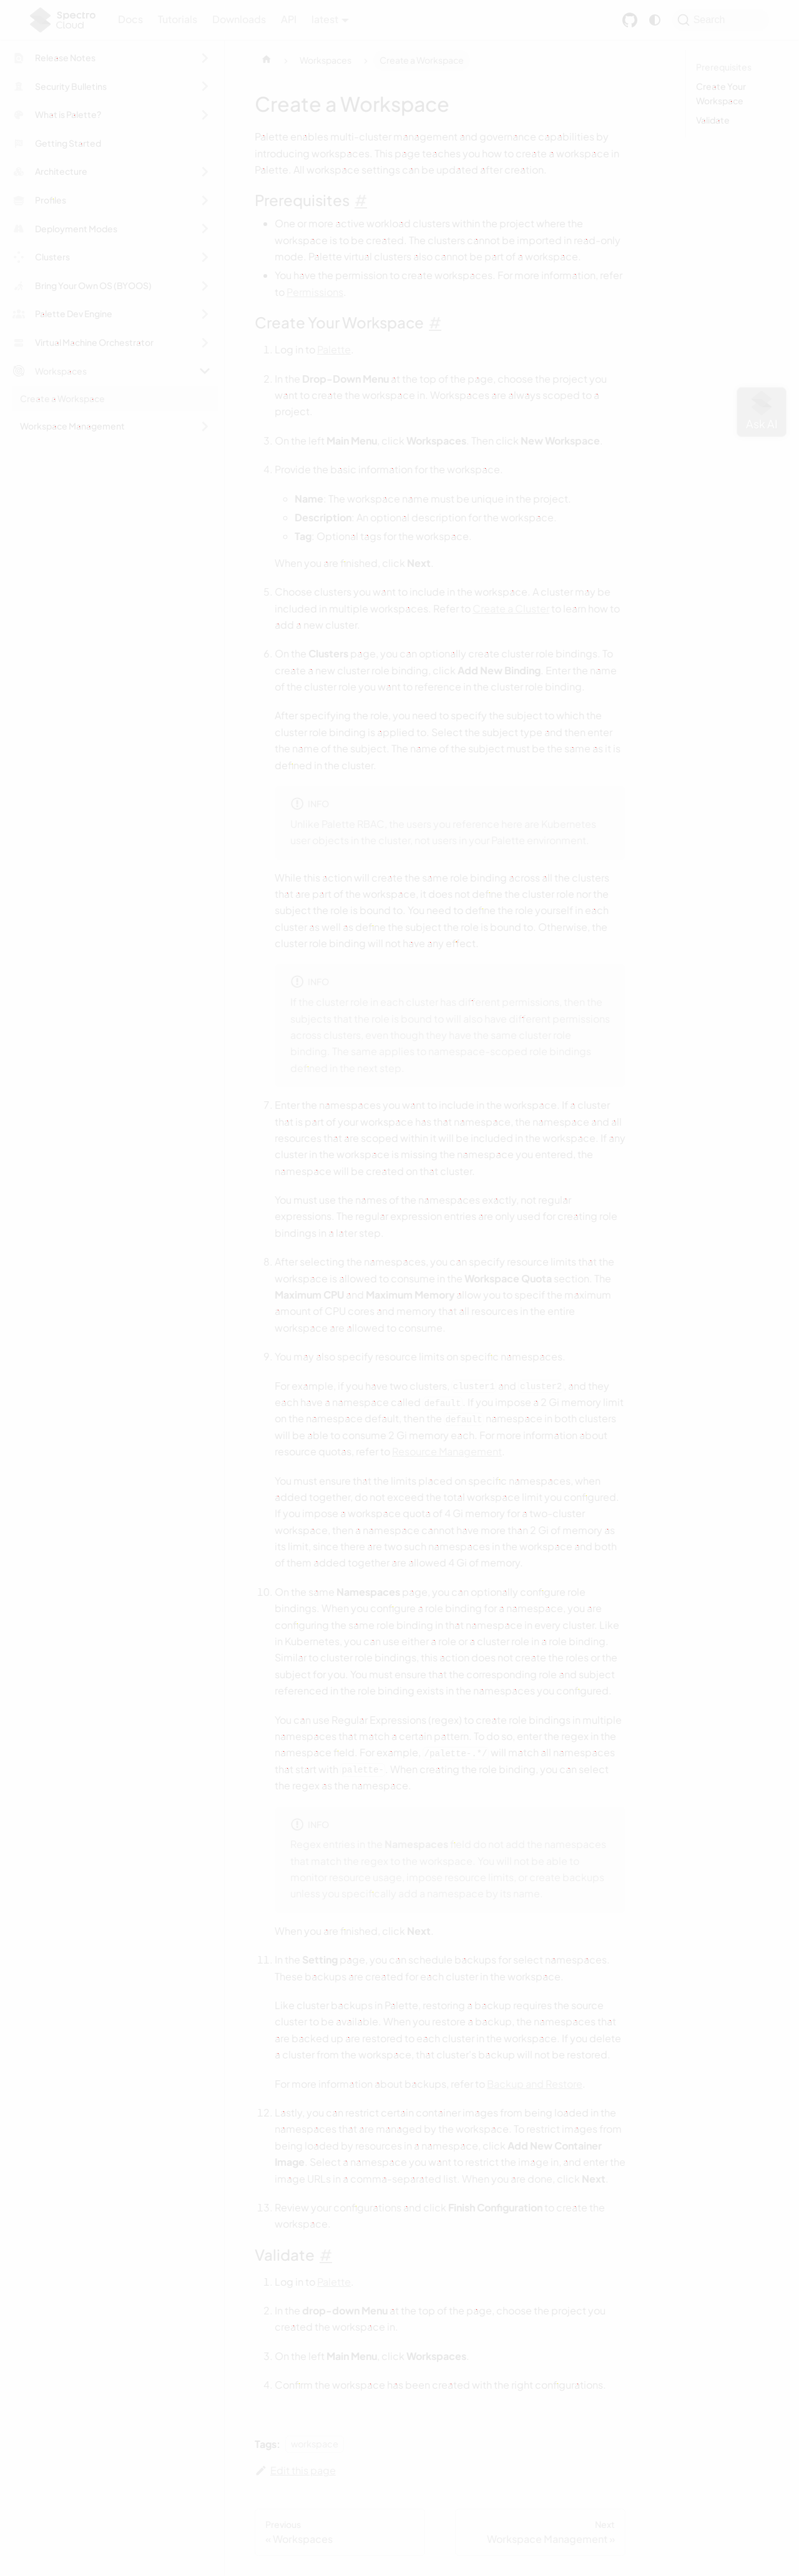 Spectro
Cloud
Docs
Tutorials
Downloads
API
latest
Search
Release Notes
Security Bulletins
What is Palette?
Getting Started
Architecture
Profiles
Deployment Modes
Clusters
Bring Your Own OS (BYOOS)
Palette Dev Engine
Virtual Machine Orchestrator
Workspaces
Create a Workspace
Workspace Management
Workspaces
Create a Workspace
Create a Workspace
Palette enables multi-cluster management and governance capabilities by
introducing workspaces. This page teaches you how to create a workspace in
Palette. All workspace settings can be updated after creation.
Prerequisites #
One or more active workload clusters within the project where the
workspace is to be created. The clusters cannot be imported in read-only
mode. Palette virtual clusters also cannot be part of a workspace.
You have the permission to create workspaces. For more information, refer
to Permissions.
Create Your Workspace #
1. Log in to Palette.
2. In the Drop-Down Menu at the top of the page, choose the project you
want to create the workspace in. Workspaces are always scoped to a
project.
3. On the left Main Menu, click Workspaces. Then click New Workspace.
4. Provide the basic information for the workspace.
Name: The workspace name must be unique in the project.
Description: An optional description for the workspace.
Tag: Optional tags for the workspace.
When you are finished, click Next.
5. Choose clusters you want to include in the workspace. A cluster may be
included in multiple workspaces. Refer to Create a Cluster to learn how to
add a new cluster.
6. On the Clusters page, you can optionally create cluster role bindings. To
create a new cluster role binding, click Add New Binding. Enter the name
of the cluster role you want to reference in the cluster role binding.
After specifying the role, you need to specify the subject to which the
cluster role binding is applied to. Select the subject type and then enter
the name of the subject. The name of the subject must be the same as it is
defined in the cluster.
INFO
Unlike Palette RBAC, the users you reference here are Kubernetes
user objects in the cluster, not users in your Palette environment.
While this action will create the same role binding across all the clusters
that are part of the workspace. It does not define the cluster role nor the
subject the role is bound to. You need to define the role yourself in each
cluster as well as define the subject the role is bound to. Otherwise, the
cluster role binding will not have any effect.
INFO
If the cluster role in each cluster has different permissions, then the
subjects that the role is bound to will also have different permissions
across clusters, even though they have the same cluster role
binding. The same applies to namespace-scoped role bindings
defined in the next step.
7. Enter the namespaces you want to include in the workspace. If a cluster
that is part of your workspace has that namespace, the namespace and all
resources that are scoped within it will be included in the workspace. If any
cluster in the workspace is missing the namespace you entered, the
namespace will be created on that cluster.
You must use the names of the namespaces exactly, not regular
expressions. The regular expression entries are only used for creating role
bindings in a later step.
8. After selecting the namespaces, you can specify resource limits that the
workspace is allowed to consume in the Workspace Quota section. The
Maximum CPU and Maximum Memory allow you to specif the maximum
amount of CPU cores and memory that all resources in the entire
workspace are allowed to consume.
9. You may also specify resource limits on specific namespaces.
For example, if you have two clusters, cluster1 and cluster2, and they
each have a namespace called default. If you impose a 2 Gi memory limit
on the namespace default, then the default namespace in both clusters
will be able to consume 2 Gi memory each. For more information about
resource quotas, refer to Resource Management.
You must ensure that the limits placed on specific namespaces, when
added together, do not exceed the total workspace limit you configured.
If you impose a workspace quota of 4 Gi memory for a two-cluster
workspace, then a namespace cannot have more than 2 Gi of memory as
its limit, since there are two such namespaces in the workspace and both
of them added together are allowed 4 Gi of memory.
10. On the same Namespaces page, you can optionally configure role
bindings. When you configure a role binding for a namespace, you are
configuring the same role binding in that namespace in every cluster. Like
in Kubernetes, you can use either a role or a cluster role in a role binding.
Similar to cluster role bindings, this action does not create the roles or the
subject for you. You must ensure that the corresponding role and subject
referenced in the role binding exists in the namespaces you configured.
You can use Regular Expressions (regex) to create role bindings in multiple
namespaces that match a certain pattern. To do so, enter the regex in the
namespace field. For example, /palette-.*/ will match all namespaces
that start with palette-. When creating the role binding, you can select
the regex as the namespace.
INFO
Regex entries in the Namespaces field do not add the namespaces
that match the regex to the workspace. You will not be able to
monitor resource usage, impose resource limits, or create backups
unless you specifically add a namespace by its name.
When you are finished, click Next.
11. In the Setting page, you can schedule backups for select namespaces.
These backups are created for each cluster in the workspace.
Like cluster backups in Palette, restoring a backup requires the source
cluster to be available. When you restore a backup, the namespaces that
are backed up are restored to each cluster in the workspace. If you delete
a cluster from the workspace, that cluster's backup will not be restored.
For more information about backups, refer to Backup and Restore.
12. Lastly, you can restrict certain container images from being loaded in the
namespaces that are managed by the workspace. To restrict images from
being loaded by resources in a namespace, click Add New Container
Image. Select a namespace you want to restrict the image in, and enter the
image URLs in a comma-separated list. When you are done, click Next.
13. Review your configurations and click Finish Configuration to create the
workspace.
Validate #
1. Log in to Palette.
2. In the drop-down Menu at the top of the page, choose the project you
created the workspace in.
3. On the left Main Menu, click Workspaces.
4. Confirm the workspace has been created with the right configurations.
Tags:
workspace
Edit this page
Previous
« Workspaces
Next
Workspace Management »
Prerequisites
Create Your
Workspace
Validate
Ask AI